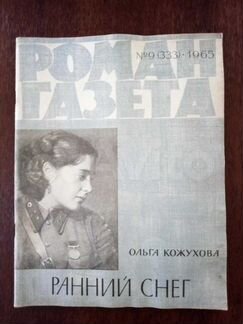 РОМАН
№9(333)·1965
ГАЗЕТА
ОЛЬГА КОЖУХОВА
РАННИЙ СНЕГ